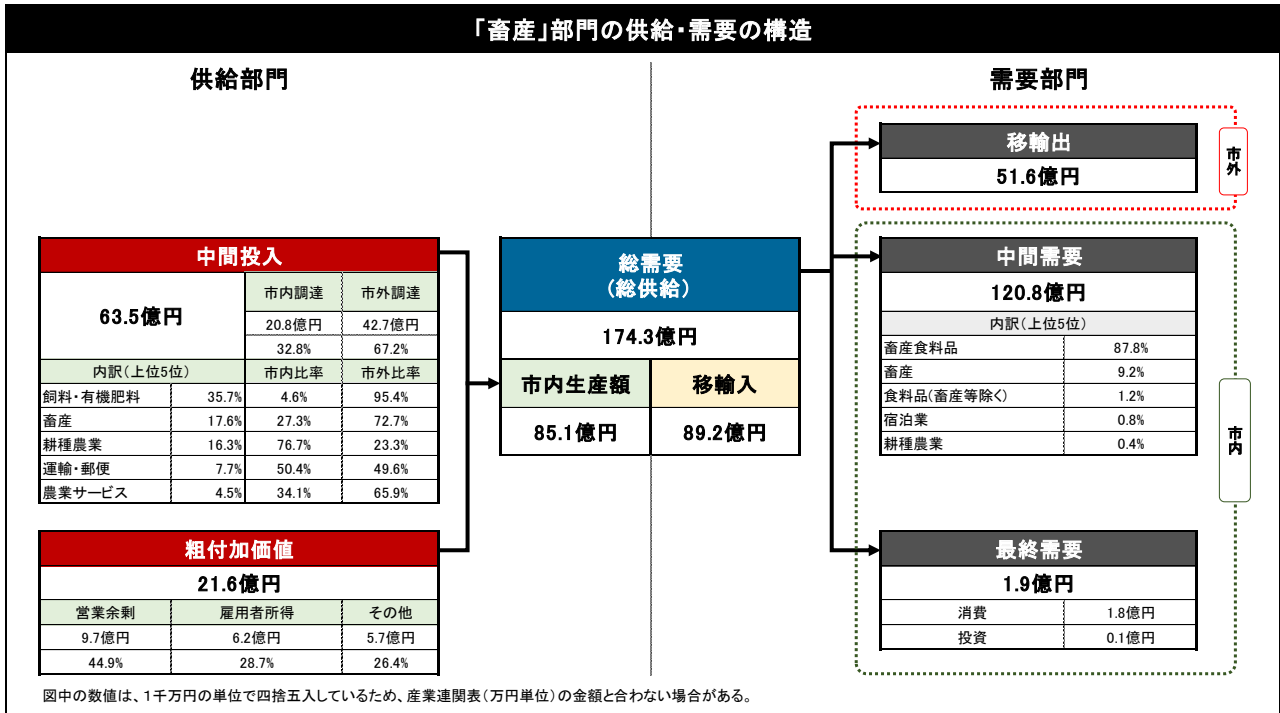 「畜産」部門の供給・需要の構造
供給部門
需要部門
移輸出
51.6億円
市外
中間投入
63.5億円
市内調達 市外調達
20.8億円 42.7億円
32.8% 67.2%
内訳（上位5位） 市内比率 市外比率
飼料・有機肥料 35.7% 4.6% 95.4%
畜産 17.6% 27.3% 72.7%
耕種農業 16.3% 76.7% 23.3%
運輸・郵便 7.7% 50.4% 49.6%
農業サービス 4.5% 34.1% 65.9%
粗付加価値
21.6億円
営業余剰 雇用者所得 その他
9.7億円 6.2億円 5.7億円
44.9% 28.7% 26.4%
総需要
（総供給）
174.3億円
市内生産額 移輸入
85.1億円 89.2億円
中間需要
120.8億円
内訳（上位5位）
畜産食料品 87.8%
畜産 9.2%
食料品（畜産等除く） 1.2%
宿泊業 0.8%
耕種農業 0.4%
市内
最終需要
1.9億円
消費 1.8億円
投資 0.1億円
図中の数値は、１千万円の単位で四捨五入しているため、産業連関表（万円単位）の金額と合わない場合がある。